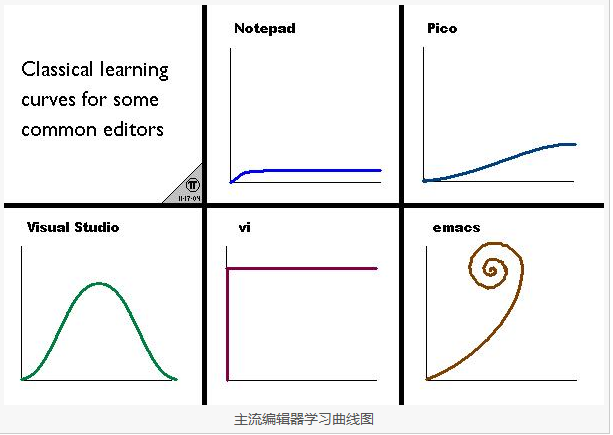 Classical learning
curves for some
common editors
11-17-04
Notepad
Pico
Visual Studio
vi
emacs
主流编辑器学习曲线图